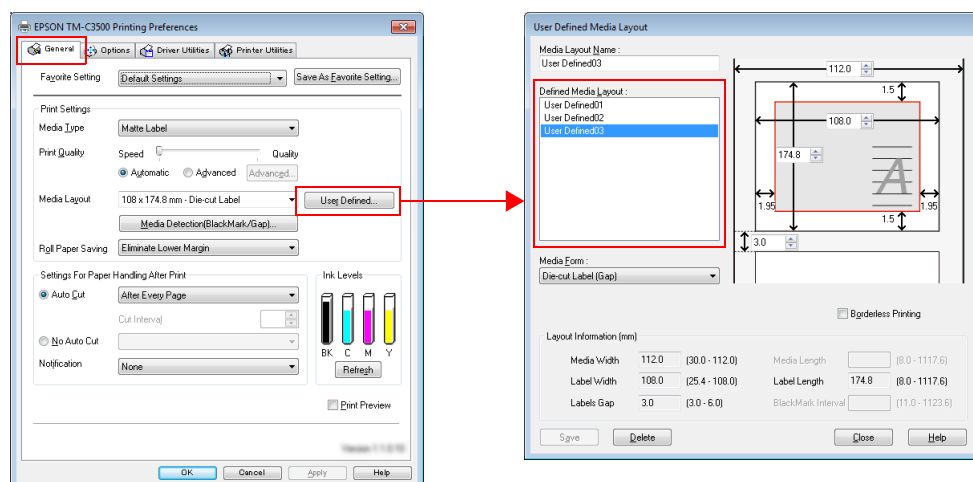 EPSON TM-C3500 Printing Preferences
General Options Driver Utilities Printer Utilities
Favorite Setting Default Settings Save As Favorite Setting...
Print Settings
Media Type Matte Label
Print Quality Speed Quality
Automatic Advanced Advanced...
Media Layout 108 x 174.8 mm - Die-cut Label User Defined...
Media Detection(BlackMark/Gap)...
Roll Paper Saving Eliminate Lower Margin
Settings For Paper Handling After Print
Auto Cut After Every Page
Cut Interval
No Auto Cut
Notification None
Ink Levels
BK C M Y
Refresh
Print Preview
OK Cancel Apply Help
User Defined Media Layout
Media Layout Name :
User Defined03
Defined Media Layout :
User Defined01
User Defined02
User Defined03
112.0
1.5
108.0
174.8
A
1.95 1.95
1.5
3.0
Media Form :
Die-cut Label (Gap)
Borderless Printing
Layout Information (mm)
Media Width 112.0 (30.0 - 112.0) Media Length (8.0 - 1117.6)
Label Width 108.0 (25.4 - 108.0) Label Length 174.8 (8.0 - 1117.6)
Labels Gap 3.0 (3.0 - 6.0) BlackMark Interval (11.0 - 1123.6)
Save Delete Close Help